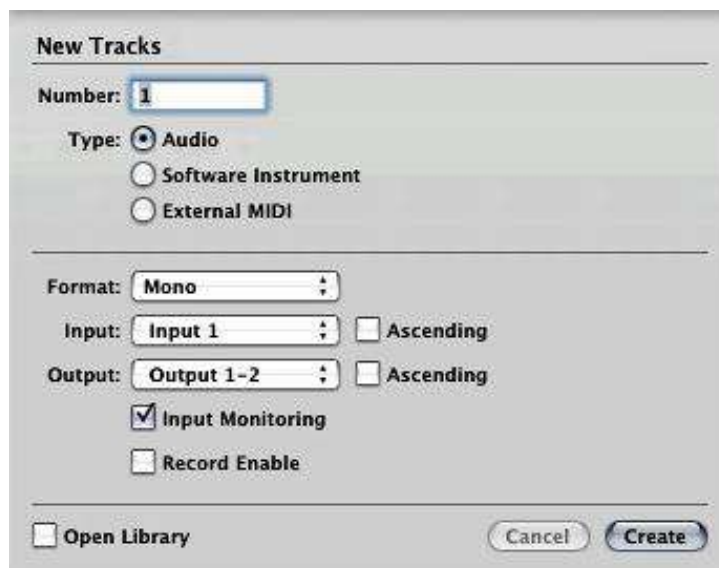 New Tracks
Number: 1
Type: Audio
Software Instrument
External MIDI
Format: Mono
Input: Input 1 Ascending
Output: Output 1-2 Ascending
Input Monitoring
Record Enable
Open Library Cancel Create